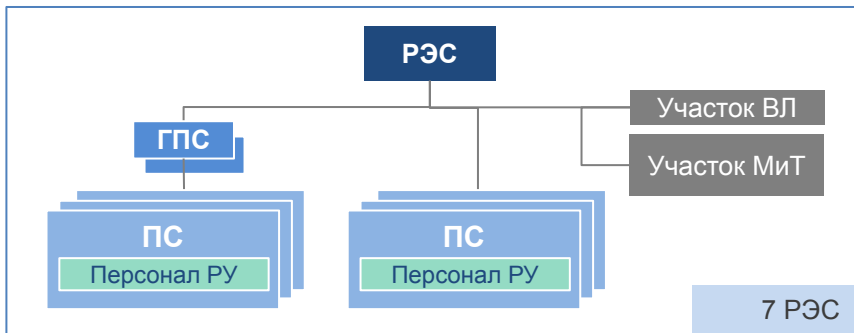 РЭС
Участок ВЛ
ГПС
Участок МиТ
ПС
ПС
Персонал РУ
Персонал РУ
7 РЭС